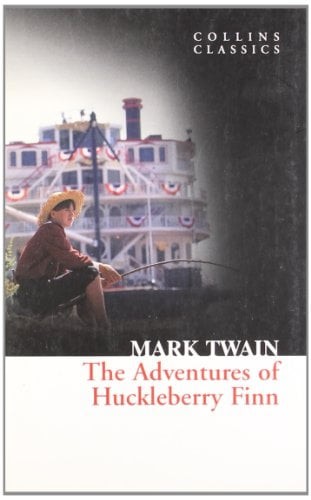 COLLINS
CLASSICS
MARK TWAIN
The Adventures of
Huckleberry Finn